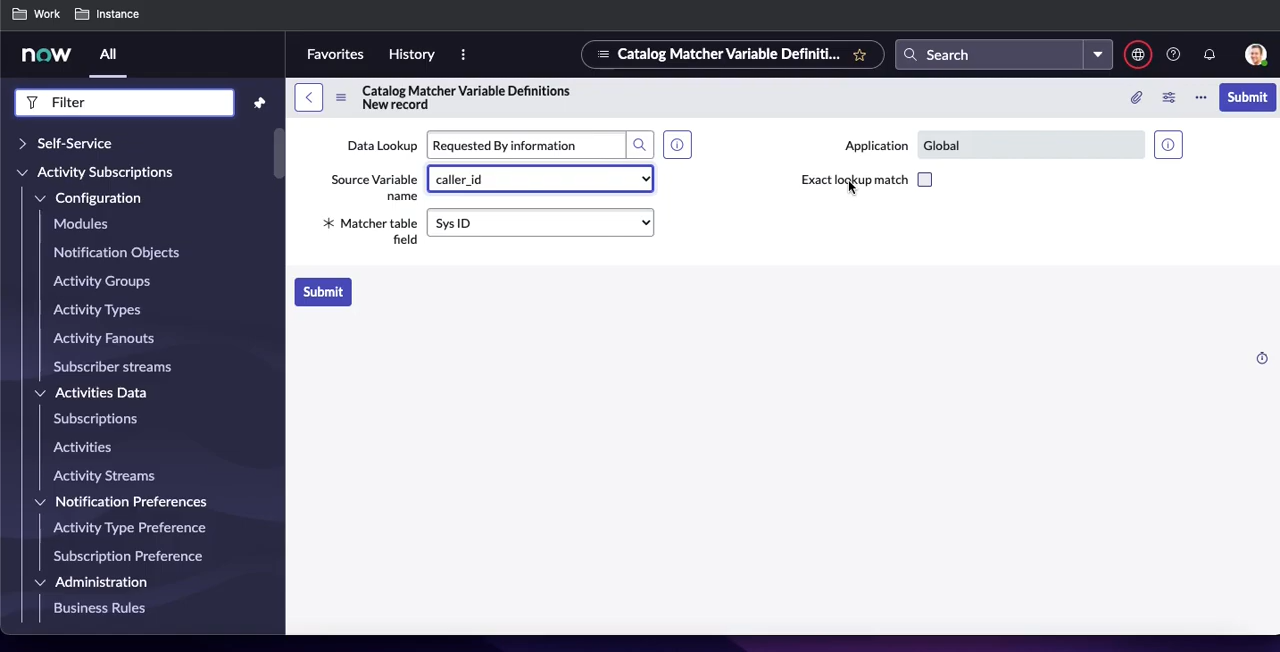 Work
Instance
now
All
Favorites
History
Catalog Matcher Variable Definiti...
Search
Filter
Catalog Matcher Variable Definitions
New record
Submit
Self-Service
Activity Subscriptions
Configuration
Modules
Notification Objects
Activity Groups
Activity Types
Activity Fanouts
Subscriber streams
Activities Data
Subscriptions
Activities
Activity Streams
Notification Preferences
Activity Type Preference
Subscription Preference
Administration
Business Rules
Data Lookup
Requested By information
Application
Global
Source Variable
name
caller_id
Exact lookup match
Matcher table
field
Sys ID
Submit